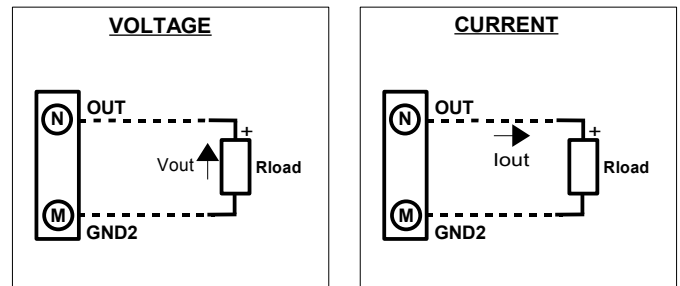 VOLTAGE
N
OUT
+
Vout
Rload
M
GND2
CURRENT
N
OUT
+
Iout
Rload
M
GND2